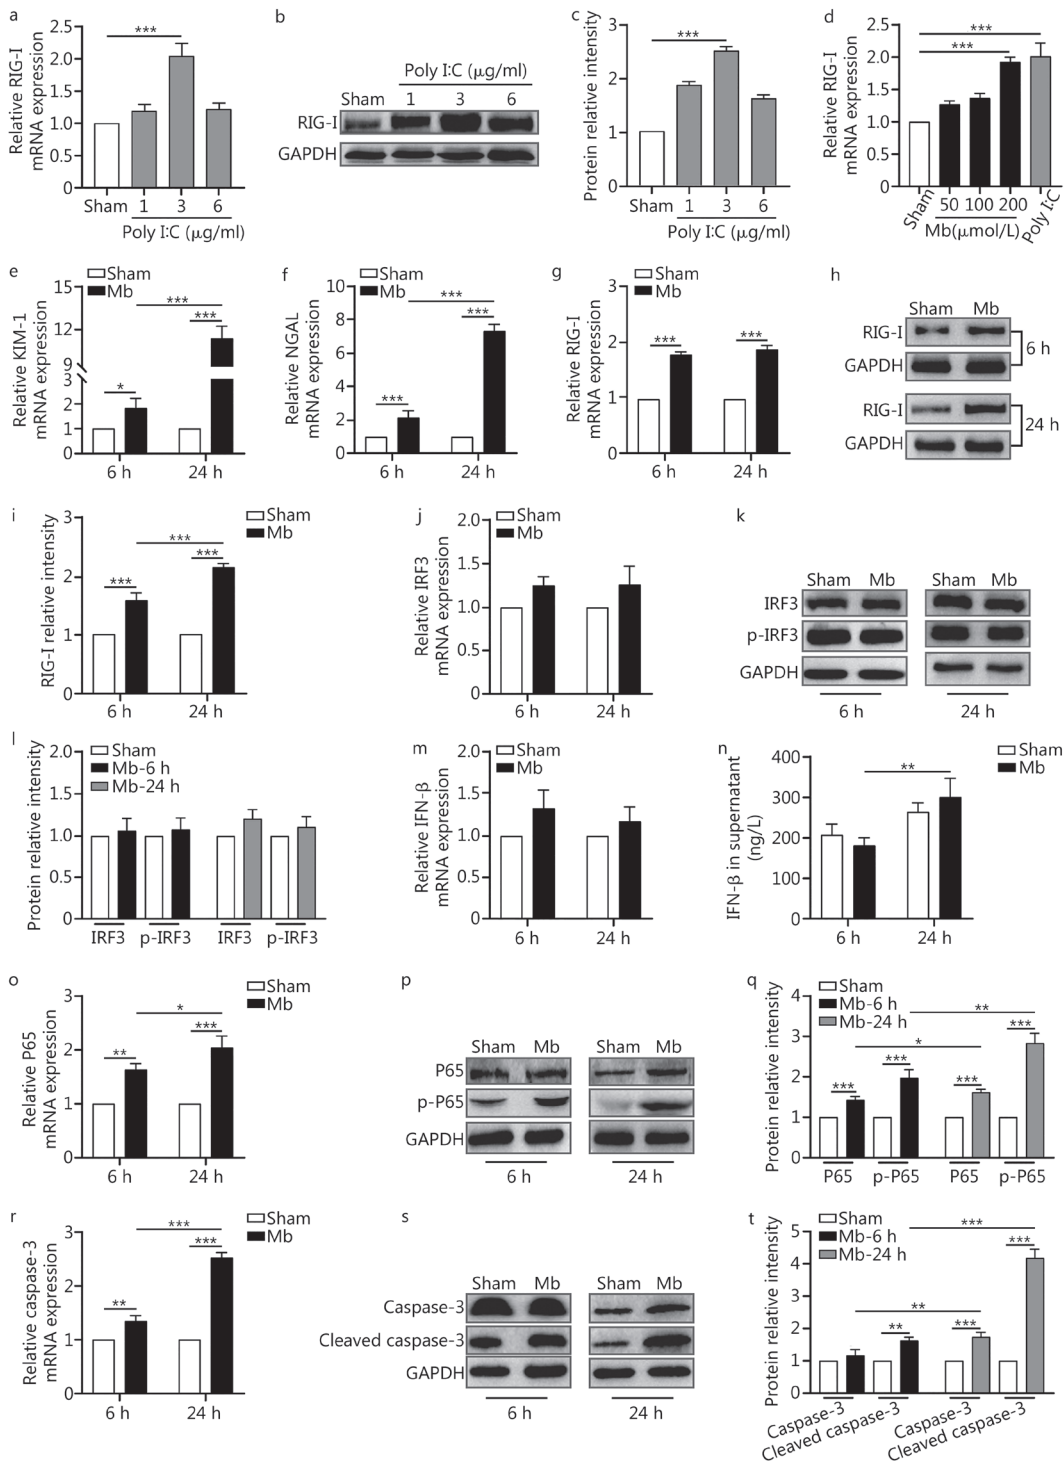 a
Relative RIG-I
mRNA expression
2.5
2.0
1.5
1.0
0.5
0
***
Sham 1 3 6
Poly I:C (μg/ml)
b
Poly I:C (μg/ml)
Sham 1 3 6
RIG-I
GAPDH
c
Protein relative intensity
3
2
1
0
***
Sham 1 3 6
Poly I:C (μg/ml)
d
Relative RIG-I
mRNA expression
2.5
2.0
1.5
1.0
0.5
0
***
***
Sham 50 100 200 Poly I:C
Mb(μmol/L)
e
Relative KIM-1
mRNA expression
Sham
Mb
15
12
9
3
2
1
0
***
***
*
6 h 24 h
f
Relative NGAL
mRNA expression
Sham
Mb
10
8
6
4
2
0
***
***
***
6 h 24 h
g
Relative RIG-I
mRNA expression
Sham
Mb
3
2
1
0
*** ***
6 h 24 h
h
Sham Mb
RIG-I
GAPDH
6 h
RIG-I
GAPDH
24 h
i
RIG-I relative intensity
Sham
Mb
3
2
1
0
***
***
***
6 h 24 h
j
Relative IRF3
mRNA expression
Sham
Mb
2.0
1.5
1.0
0.5
0
6 h 24 h
k
Sham Mb Sham Mb
IRF3
p-IRF3
GAPDH
6 h 24 h
l
Protein relative intensity
Sham
Mb-6 h
Mb-24 h
2.0
1.5
1.0
0.5
0
IRF3 p-IRF3 IRF3 p-IRF3
m
Relative IFN-β
mRNA expression
Sham
Mb
2.0
1.5
1.0
0.5
0
6 h 24 h
n
IFN-β in supernatant
(ng/L)
Sham
Mb
400
300
200
100
0
**
6 h 24 h
o
Relative P65
mRNA expression
Sham
Mb
3
2
1
0
*
***
**
6 h 24 h
p
Sham Mb Sham Mb
P65
p-P65
GAPDH
6 h 24 h
q
Protein relative intensity
Sham
Mb-6 h
Mb-24 h
4
3
2
1
0
**
***
*
***
*** ***
P65 p-P65 P65 p-P65
r
Relative caspase-3
mRNA expression
Sham
Mb
3
2
1
0
***
***
**
6 h 24 h
s
Sham Mb Sham Mb
Caspase-3
Cleaved caspase-3
GAPDH
6 h 24 h
t
Protein relative intensity
Sham
Mb-6 h
Mb-24 h
5
4
3
2
1
0
***
***
**
** ***
Caspase-3
Cleaved caspase-3
Caspase-3
Cleaved caspase-3